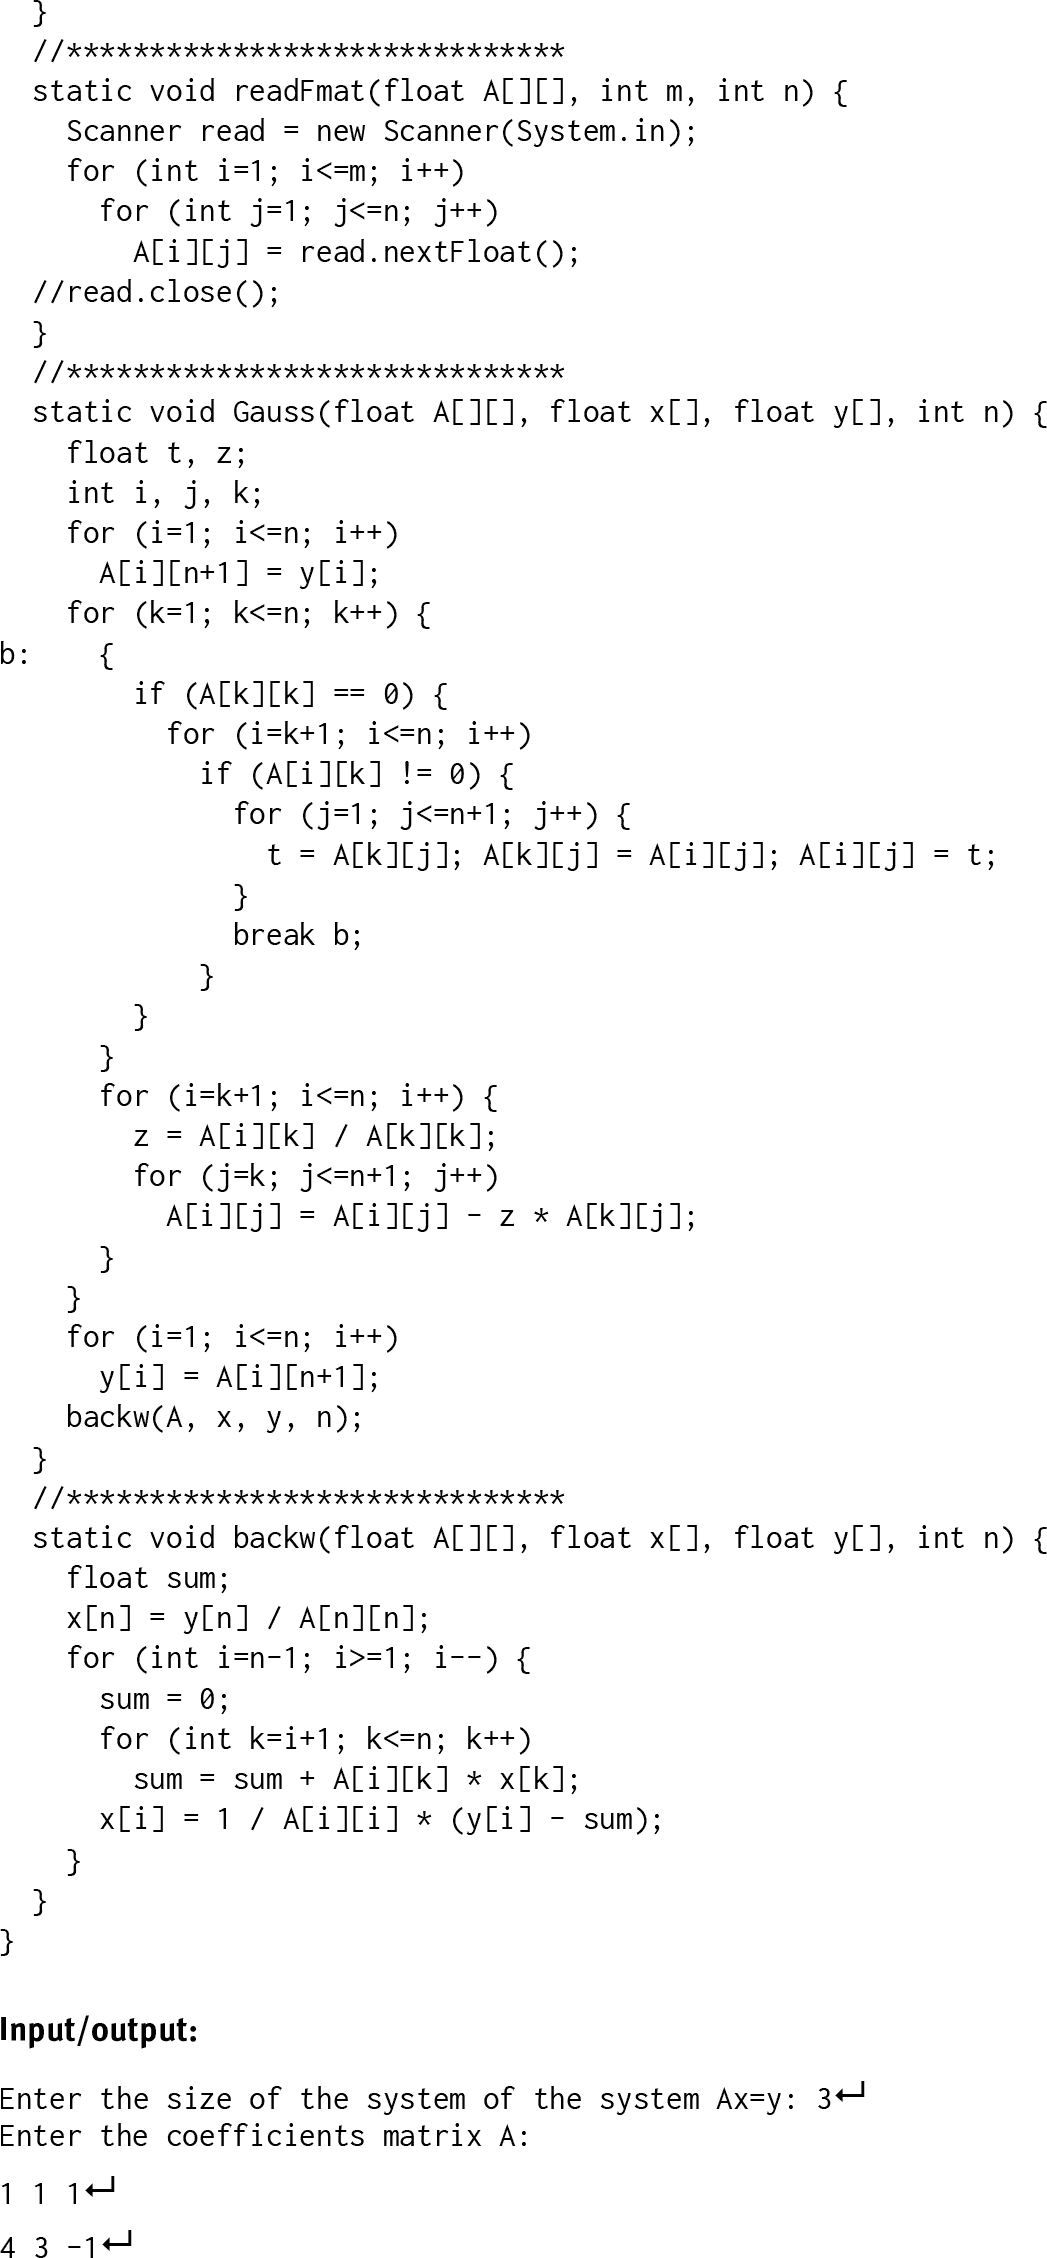 }
  //******************************
  static void readFmat(float A[][], int m, int n) {
    Scanner read = new Scanner(System.in);
    for (int i=1; i<=m; i++)
      for (int j=1; j<=n; j++)
        A[i][j] = read.nextFloat();
  //read.close();
  }
  //******************************
  static void Gauss(float A[][], float x[], float y[], int n) {
    float t, z;
    int i, j, k;
    for (i=1; i<=n; i++)
      A[i][n+1] = y[i];
    for (k=1; k<=n; k++) {
b:    {
        if (A[k][k] == 0) {
          for (i=k+1; i<=n; i++)
            if (A[i][k] != 0) {
              for (j=1; j<=n+1; j++) {
                t = A[k][j]; A[k][j] = A[i][j]; A[i][j] = t;
              }
              break b;
            }
        }
      }
      for (i=k+1; i<=n; i++) {
        z = A[i][k] / A[k][k];
        for (j=k; j<=n+1; j++)
          A[i][j] = A[i][j] - z * A[k][j];
      }
    }
    for (i=1; i<=n; i++)
      y[i] = A[i][n+1];
    backw(A, x, y, n);
  }
  //******************************
  static void backw(float A[][], float x[], float y[], int n) {
    float sum;
    x[n] = y[n] / A[n][n];
    for (int i=n-1; i>=1; i--) {
      sum = 0;
      for (int k=i+1; k<=n; k++)
        sum = sum + A[i][k] * x[k];
      x[i] = 1 / A[i][i] * (y[i] - sum);
    }
  }
}
Input/output:
Enter the size of the system of the system Ax=y: 3↵
Enter the coefficients matrix A:
1 1 1↵
4 3 -1↵